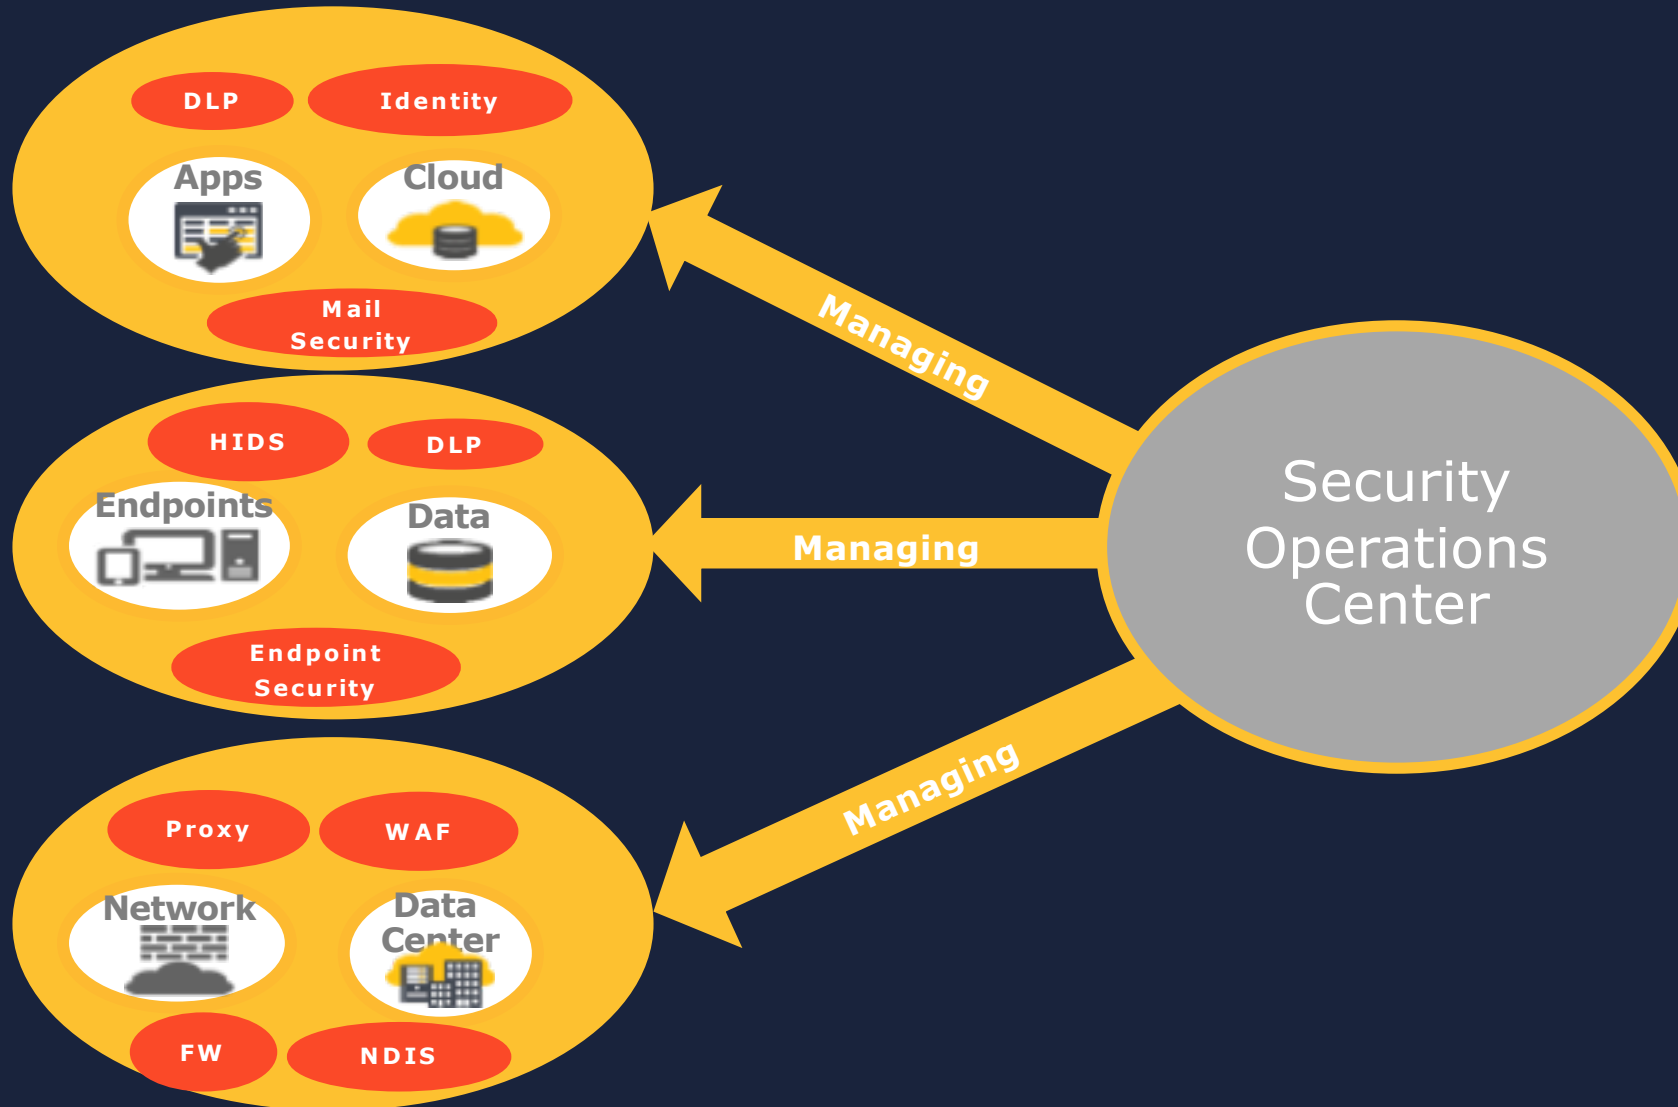 DLP
Identity
Apps
Cloud
Mail
Security
Managing
HIDS
DLP
Endpoints
Data
Endpoint
Security
Managing
Security
Operations
Center
Proxy
WAF
Network
Data
Center
FW
NDIS
Managing